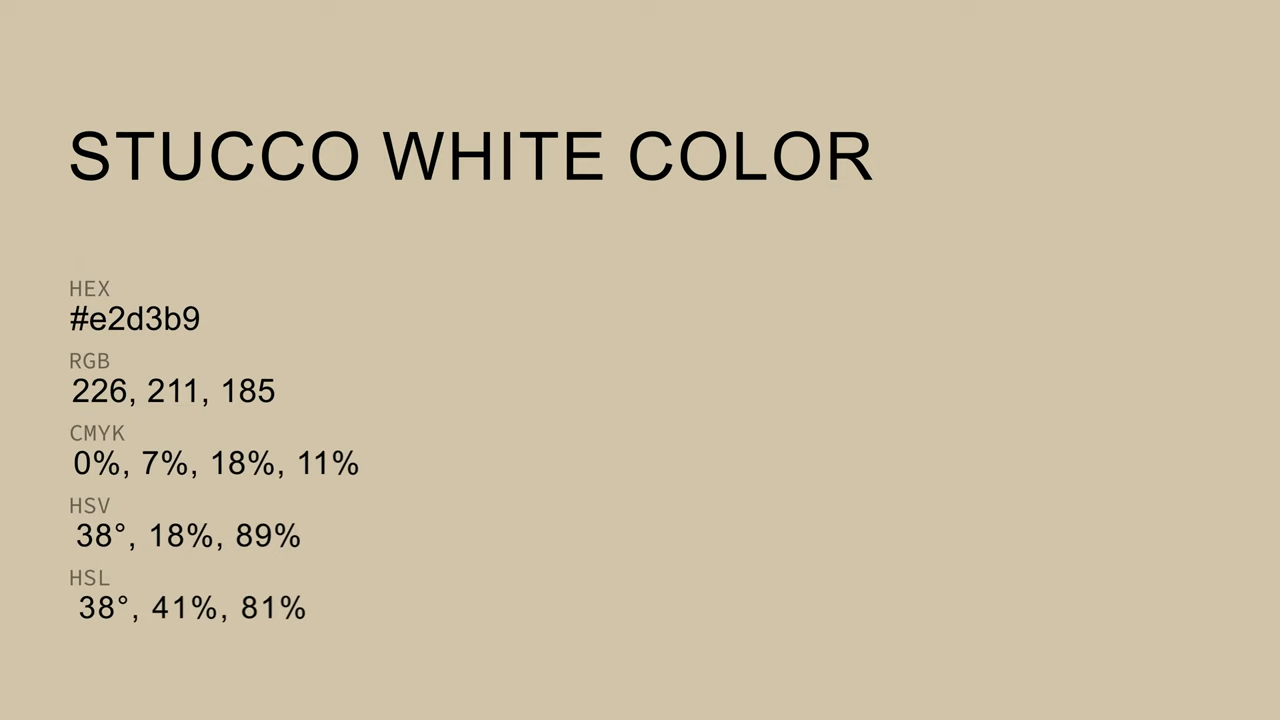 STUCCO WHITE COLOR
HEX
#e2d3b9
RGB
226, 211, 185
CMYK
0%, 7%, 18%, 11%
HSV
38°, 18%, 89%
HSL
38°, 41%, 81%